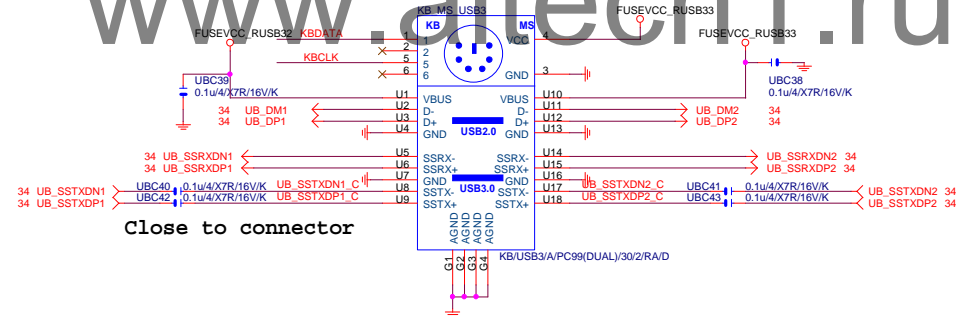 www.aitech1.ru
KB_MS_USB3
FUSEVCC_RUSB33
FUSEVCC_RUSB32 KBDATA 1 1 KB MS VCC 4 FUSEVCC_RUSB33
2 2
KBCLK 5 5
6 6 GND 3
UBC39
0.1u/4/X7R/16V/K
UBC38
0.1u/4/X7R/16V/K
U1 VBUS VBUS U10
34 UB_DM1 U2 D- D- U11 UB_DM2 34
34 UB_DP1 U3 D+ D+ U12 UB_DP2 34
U4 GND USB2.0 GND U13
34 UB_SSRXDN1 U5 SSRX- SSRX- U14 UB_SSRXDN2 34
34 UB_SSRXDP1 U6 SSRX+ SSRX+ U15 UB_SSRXDP2 34
U7 GND USB3.0 GND U16
34 UB_SSTXDN1 UBC40 0.1u/4/X7R/16V/K UB_SSTXDN1_C U8 SSTX- SSTX- U17 UB_SSTXDN2_C UBC41 0.1u/4/X7R/16V/K UB_SSTXDN2 34
34 UB_SSTXDP1 UBC42 0.1u/4/X7R/16V/K UB_SSTXDP1_C U9 SSTX+ SSTX+ U18 UB_SSTXDP2_C UBC43 0.1u/4/X7R/16V/K UB_SSTXDP2 34
Close to connector
AGND AGND AGND AGND
G1 G2 G3 G4
KB/USB3/A/PC99(DUAL)/30/2/RA/D